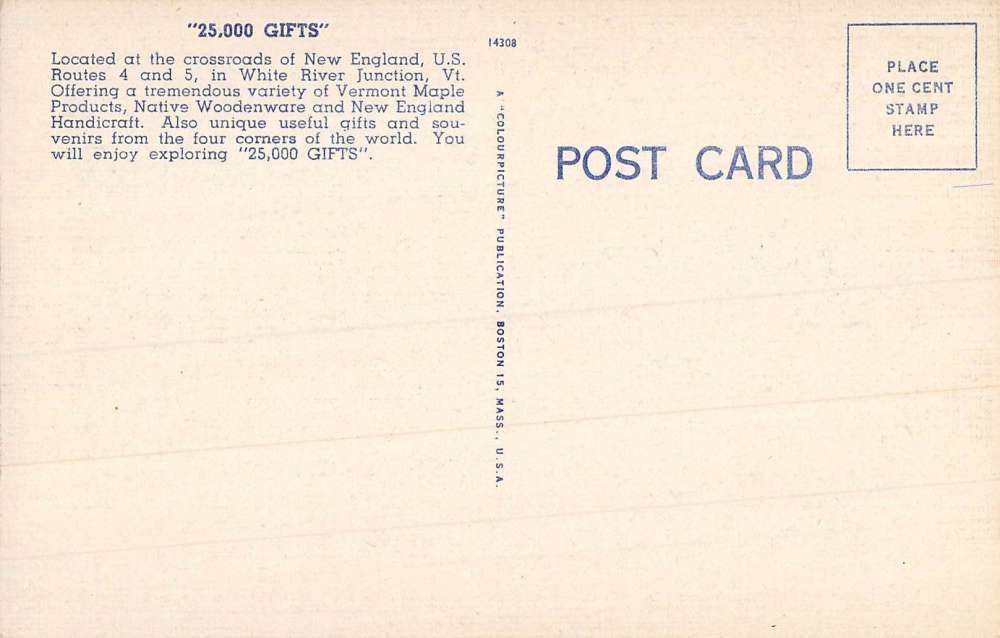 "25,000 GIFTS"
Located at the crossroads of New England, U.S.
Routes 4 and 5, in White River Junction, Vt.
Offering a tremendous variety of Vermont Maple
Products, Native Woodenware and New England
Handicraft. Also unique useful gifts and sou-
venirs from the four corners of the world. You
will enjoy exploring "25,000 GIFTS".
14308
A "COLOURPICTURE" PUBLICATION, BOSTON 15, MASS., U.S.A.
POST CARD
PLACE
ONE CENT
STAMP
HERE